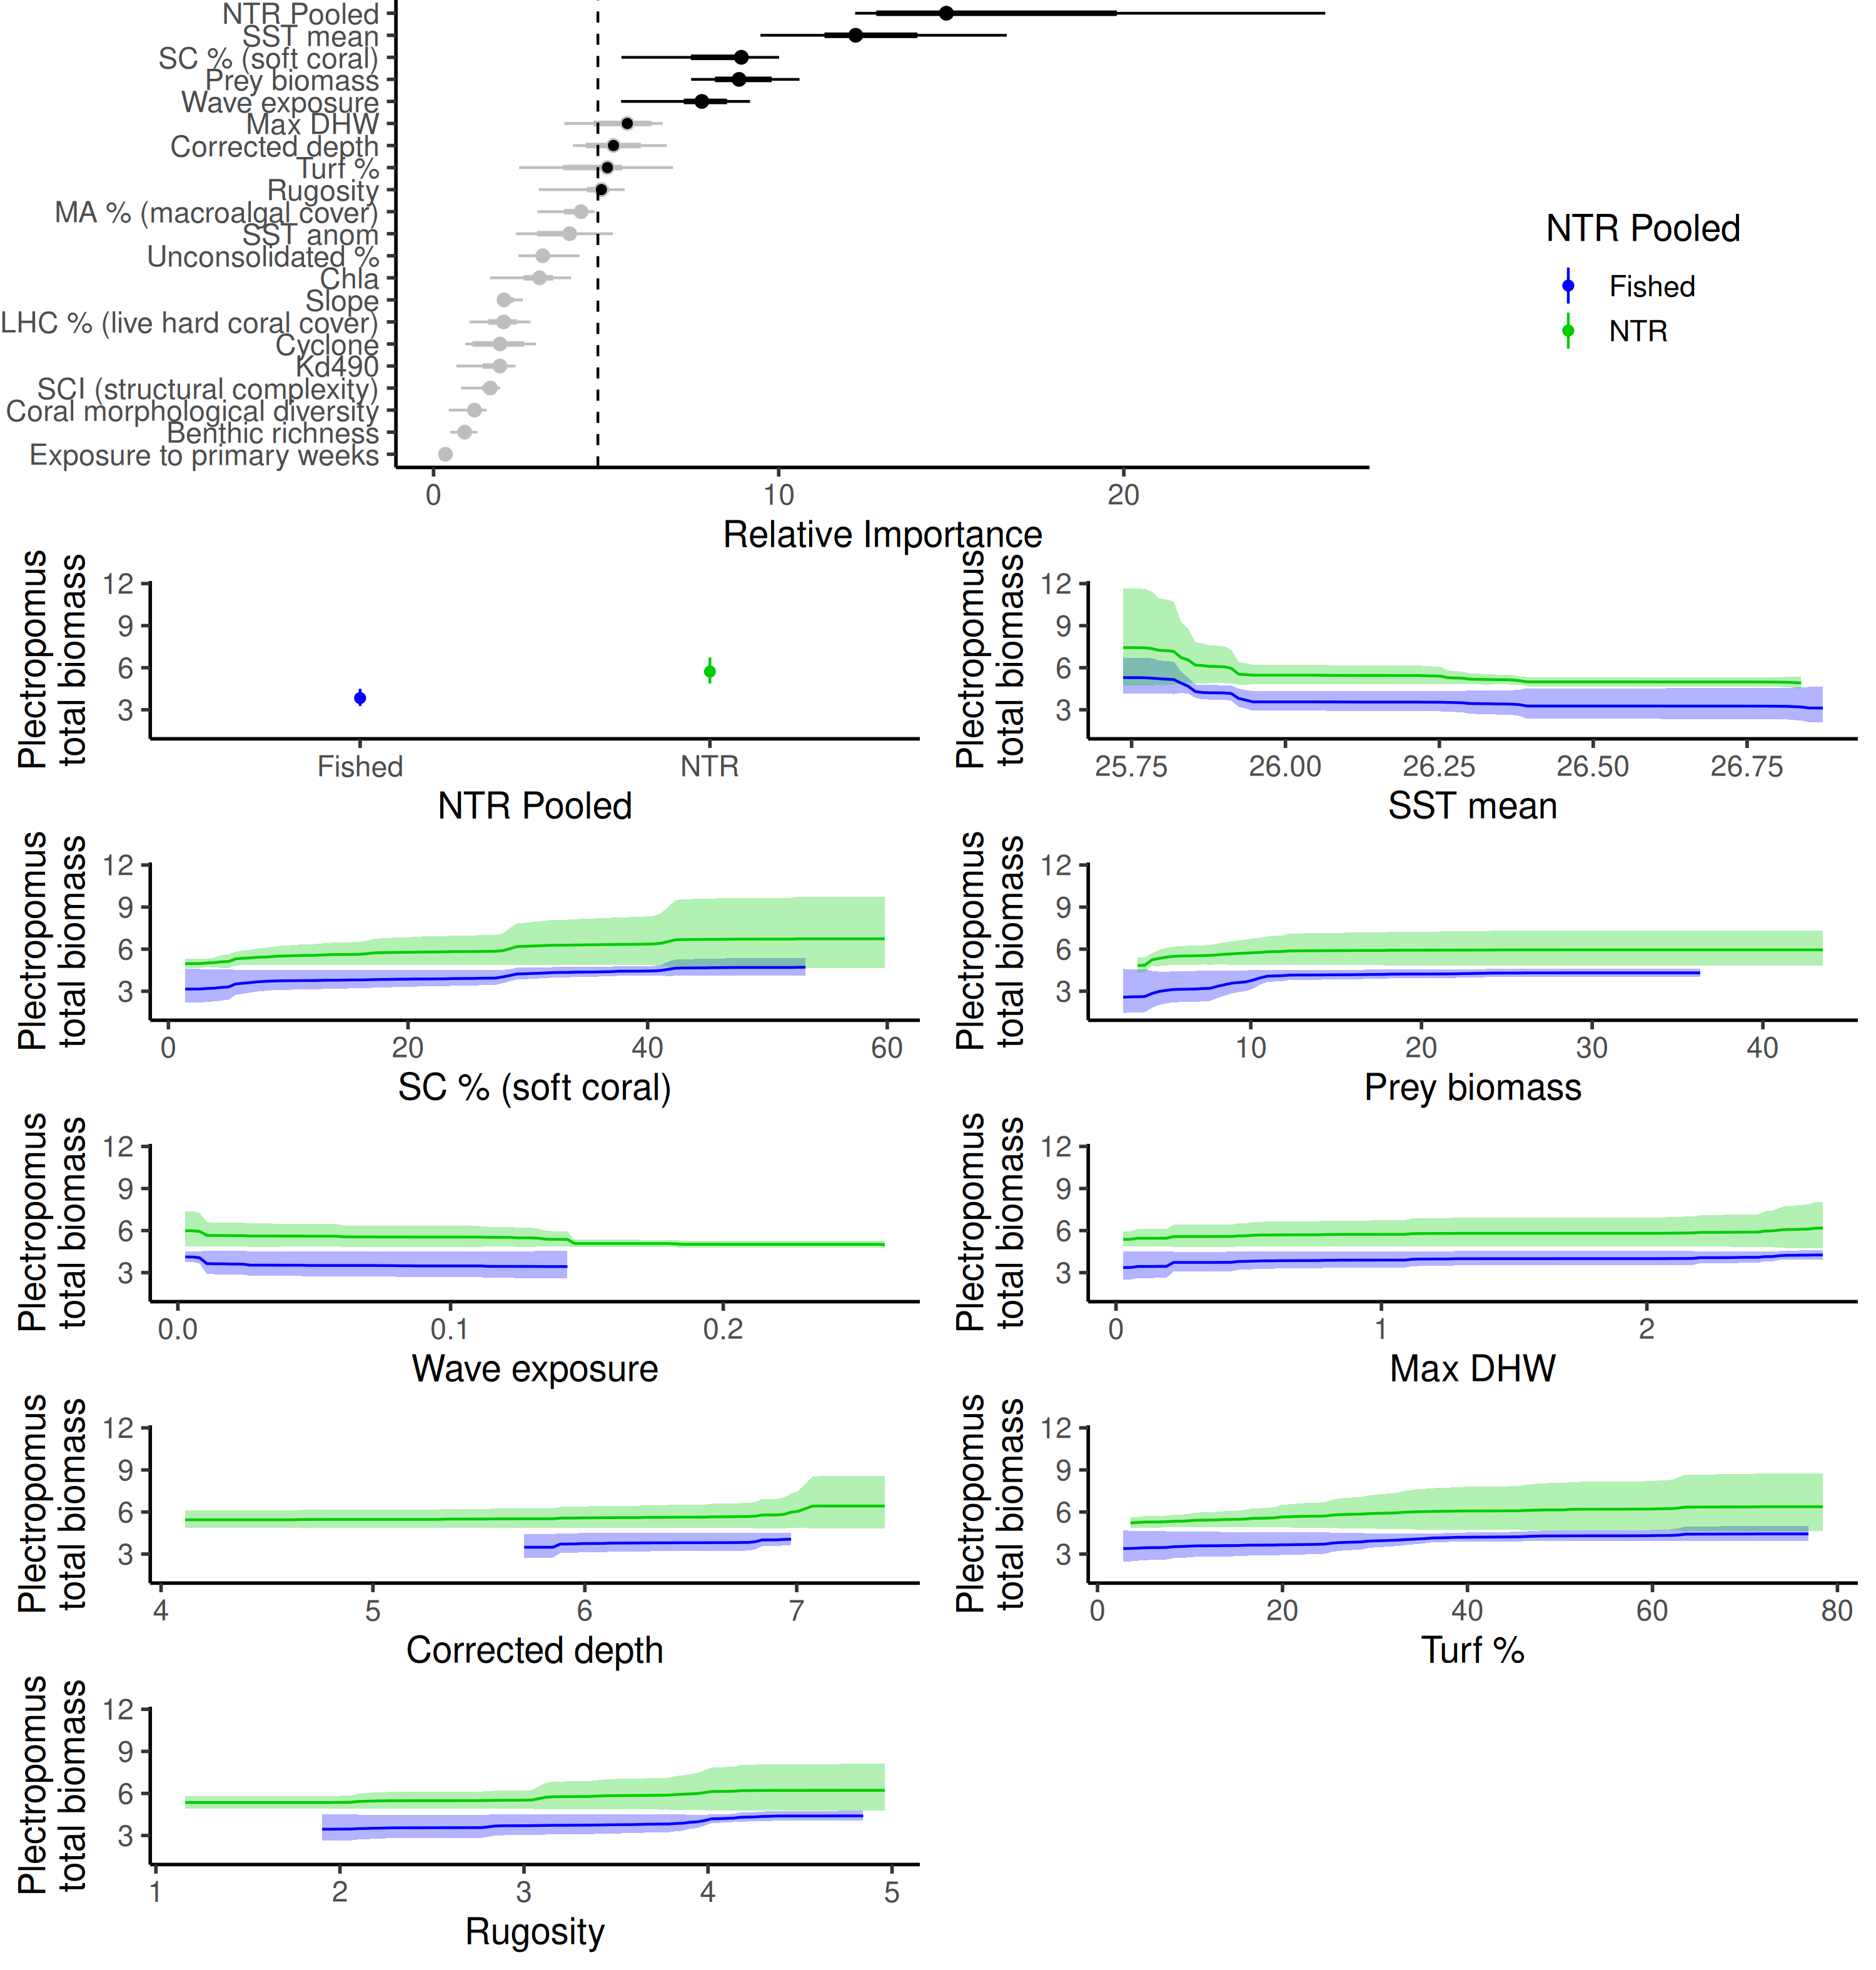 NTR Pooled
SST mean
SC % (soft coral)
Prey biomass
Wave exposure
Max DHW
Corrected depth
Turf %
Rugosity
MA % (macroalgal cover)
SST anom
Unconsolidated %
Chla
Slope
LHC % (live hard coral cover)
Cyclone
Kd490
SCI (structural complexity)
Coral morphological diversity
Benthic richness
Exposure to primary weeks
0 10 20
Relative Importance
NTR Pooled
Fished
NTR
Plectropomus
total biomass
12
9
6
3
Fished NTR
NTR Pooled
Plectropomus
total biomass
12
9
6
3
25.75 26.00 26.25 26.50 26.75
SST mean
Plectropomus
total biomass
12
9
6
3
0 20 40 60
SC % (soft coral)
Plectropomus
total biomass
12
9
6
3
10 20 30 40
Prey biomass
Plectropomus
total biomass
12
9
6
3
0.0 0.1 0.2
Wave exposure
Plectropomus
total biomass
12
9
6
3
0 1 2
Max DHW
Plectropomus
total biomass
12
9
6
3
4 5 6 7
Corrected depth
Plectropomus
total biomass
12
9
6
3
0 20 40 60 80
Turf %
Plectropomus
total biomass
12
9
6
3
1 2 3 4 5
Rugosity